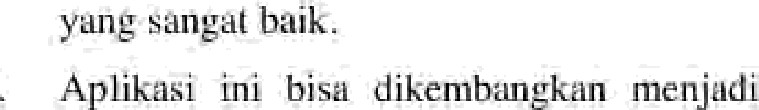 yang sangat baik.
. Aplikasi ini bisa dikembangkan menjadi